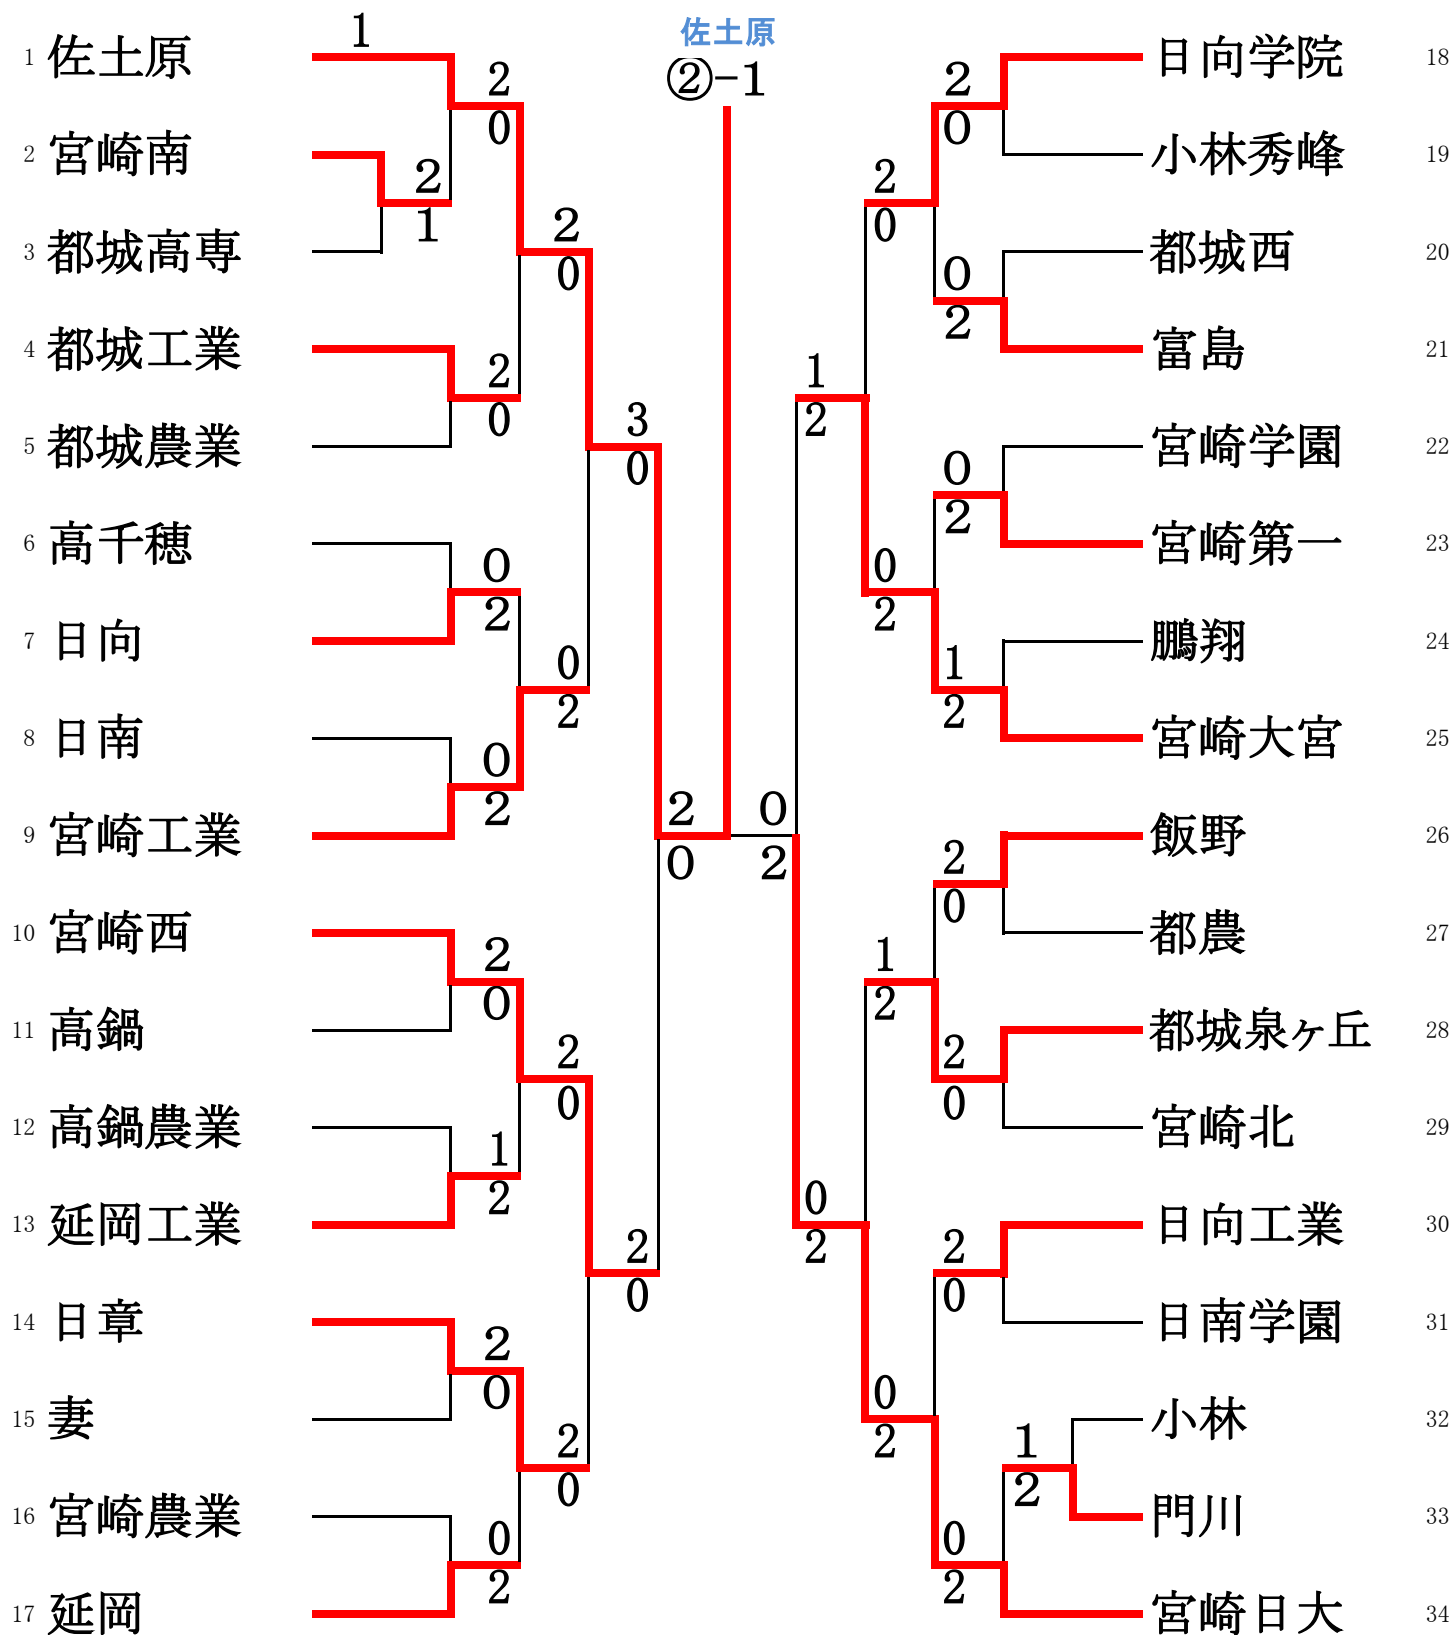 佐土原
②-1
1 佐土原
1
2
0
2 宮崎南
2
1
3 都城高専
2
0
4 都城工業
2
0
5 都城農業
3
0
6 高千穂
0
2
7 日向
0
2
8 日南
0
2
9 宮崎工業
2
0
10 宮崎西
2
0
11 高鍋
2
0
12 高鍋農業
1
2
13 延岡工業
2
0
14 日章
2
0
15 妻
2
0
16 宮崎農業
0
2
17 延岡
日向学院 18
2
0
小林秀峰 19
2
0
都城西 20
0
2
富島 21
1
2
宮崎学園 22
0
2
宮崎第一 23
0
2
鵬翔 24
1
2
宮崎大宮 25
0
2
飯野 26
2
0
都農 27
1
2
都城泉ヶ丘 28
2
0
宮崎北 29
0
2
日向工業 30
2
0
日南学園 31
0
2
小林 32
1
2
門川 33
0
2
宮崎日大 34